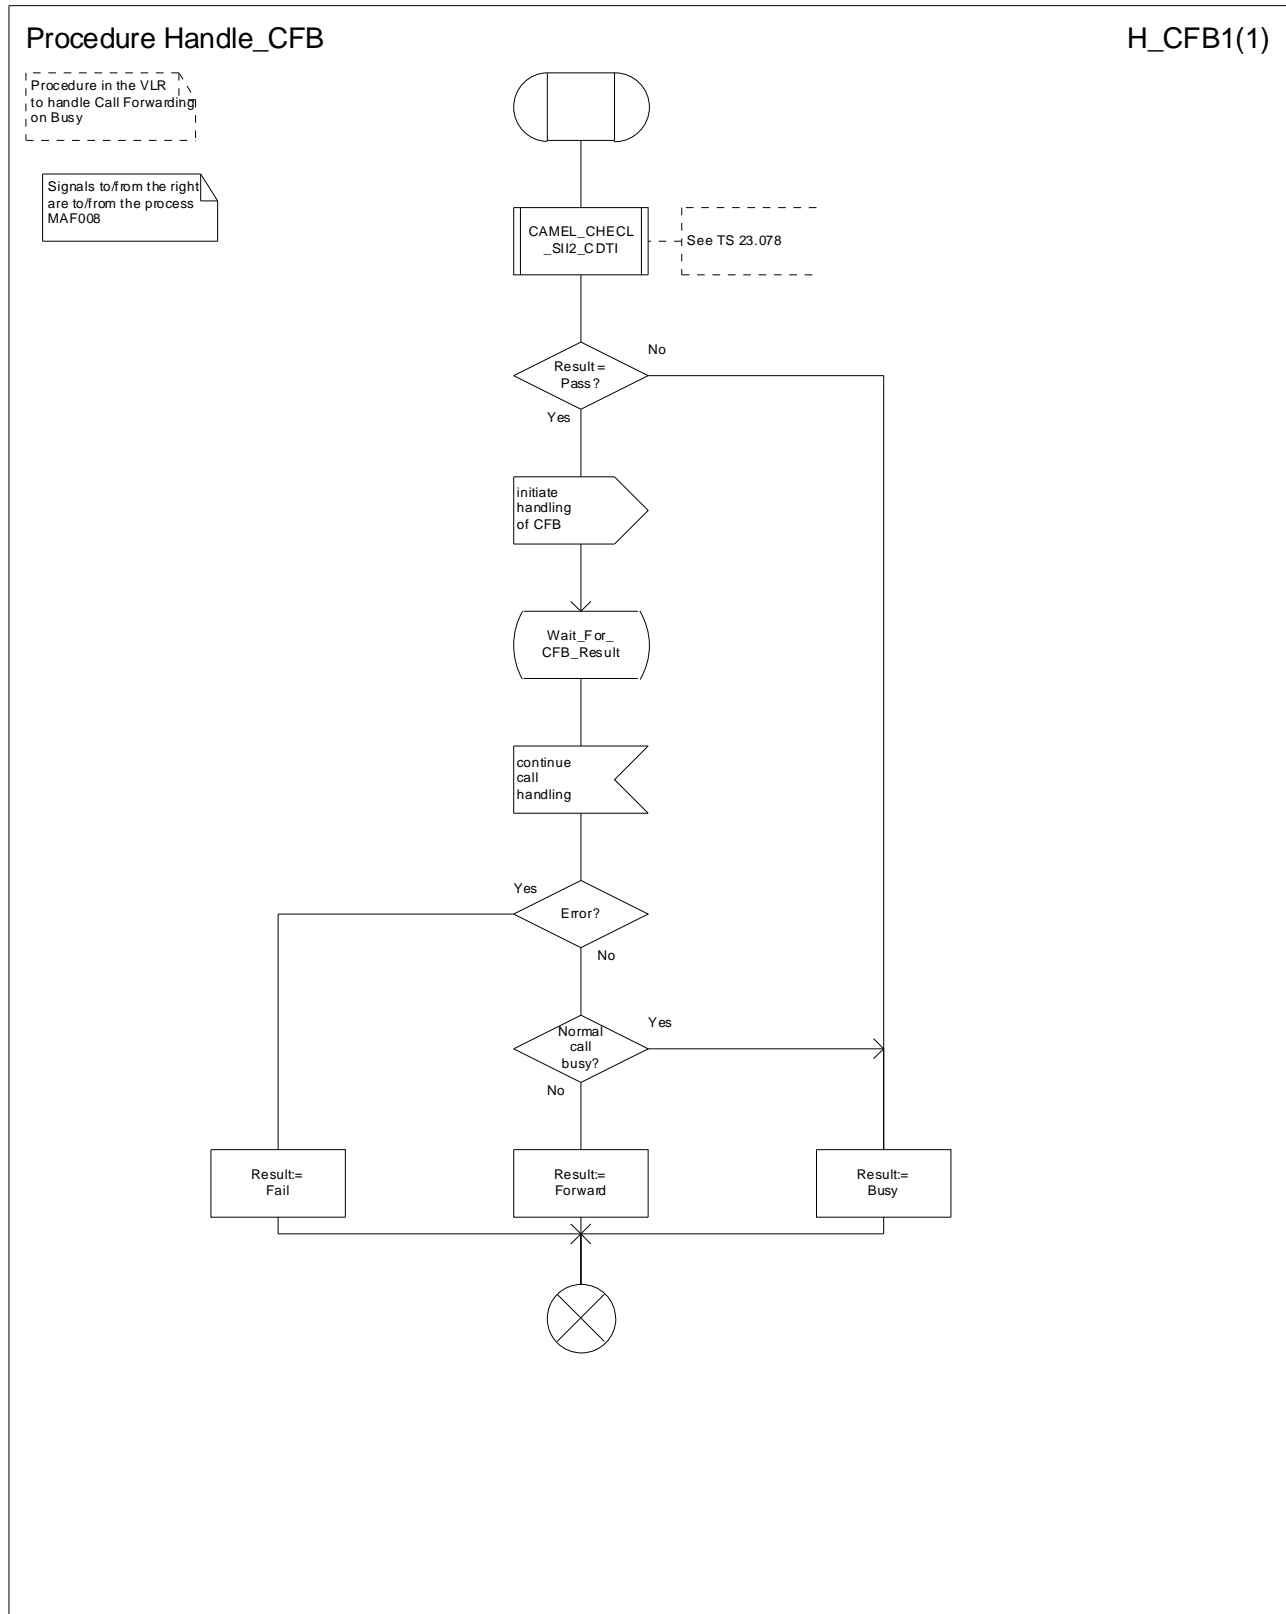 Procedure Handle_CFB
H_CFB1(1)
Procedure in the VLR
to handle Call Forwarding
on Busy
Signals to/from the right
are to/from the process
MAF008
CAMEL_CHECL
_SII2_CDTI
See TS 23.078
No
Result =
Pass?
Yes
initiate
handling
of CFB
Wait_For_
CFB_Result
continue
call
handling
Yes
Error?
No
Yes
Normal
call
busy?
No
Result:=
Fail
Result:=
Forward
Result:=
Busy